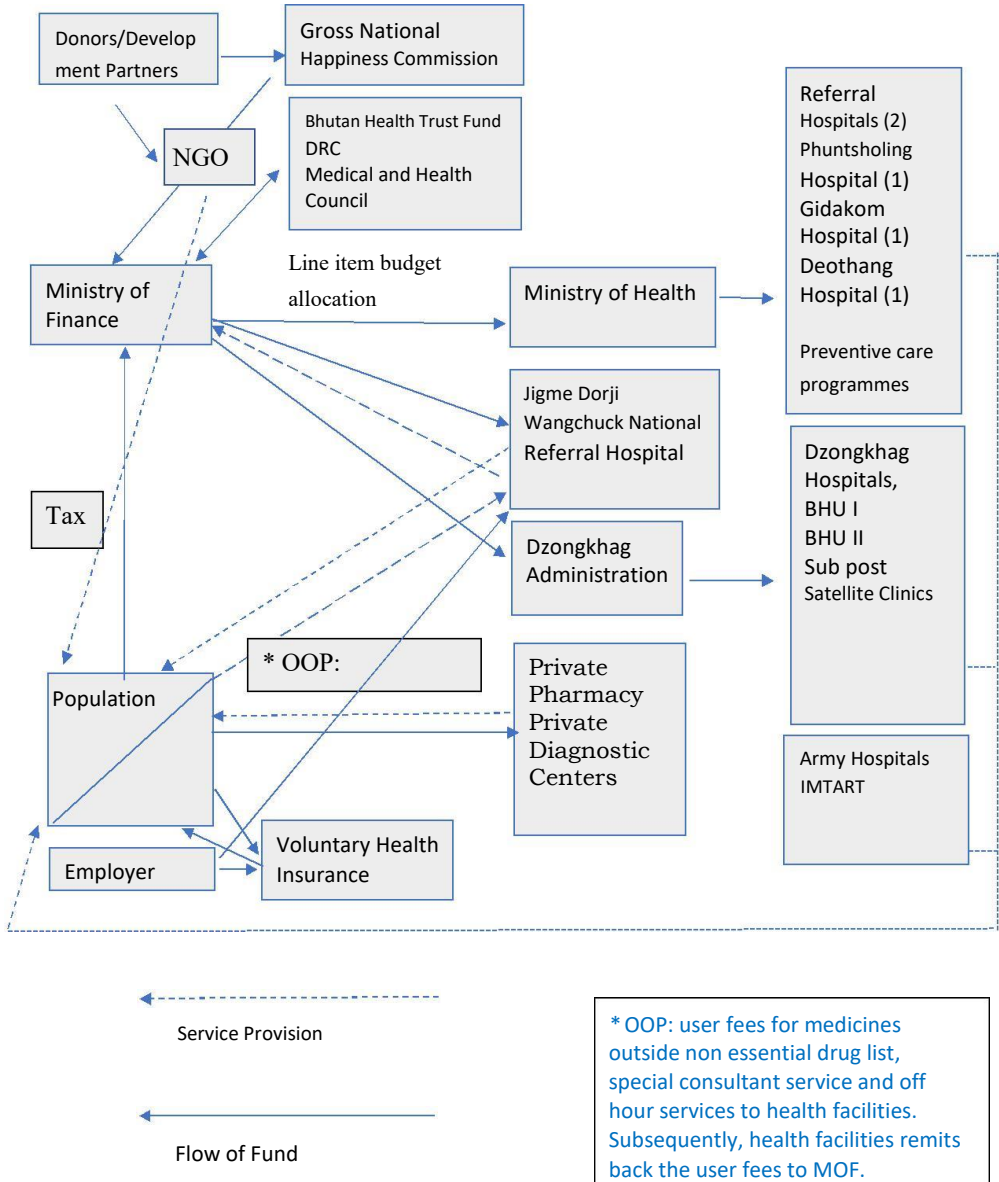 Donors/Develop
ment Partners
Gross National
Happiness Commission
Bhutan Health Trust Fund
DRC
Medical and Health
Council
NGO
Referral
Hospitals (2)
Phuntsholing
Hospital (1)
Gidakom
Hospital (1)
Deothang
Hospital (1)
Preventive care
programmes
Line item budget
allocation
Ministry of
Finance
Ministry of Health
Jigme Dorji
Wangchuck National
Referral Hospital
Tax
Dzongkhag
Administration
Dzongkhag
Hospitals,
BHU I
BHU II
Sub post
Satellite Clinics
* OOP:
Population
Private
Pharmacy
Private
Diagnostic
Centers
Army Hospitals
IMTART
Employer
Voluntary Health
Insurance
Service Provision
Flow of Fund
* OOP: user fees for medicines
outside non essential drug list,
special consultant service and off
hour services to health facilities.
Subsequently, health facilities remits
back the user fees to MOF.